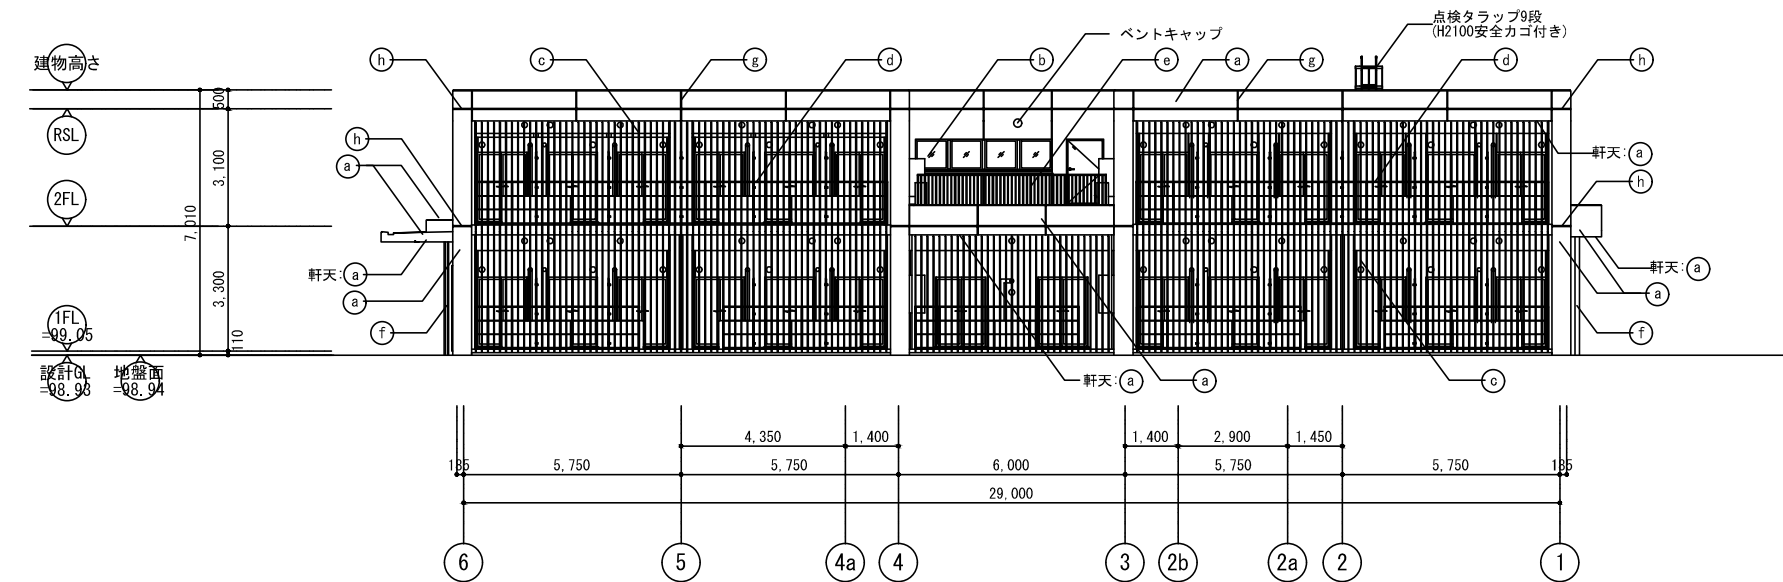 点検タラップ9段
(H2100安全カゴ付き)
ベントキャップ
建物高さ
h
c
g
d
b
e
a
g
d
h
500
RSL
h
軒天:a
3,100
a
h
2FL
7,010
軒天:a
軒天:a
3,300
a
a
1FL
=99.05
f
f
110
設計GL
=98.93
地盤面
=98.94
軒天:a
a
c
4,350
1,400
1,400
2,900
1,450
185
5,750
5,750
6,000
5,750
5,750
185
29,000
6
5
4a
4
3
2b
2a
2
1